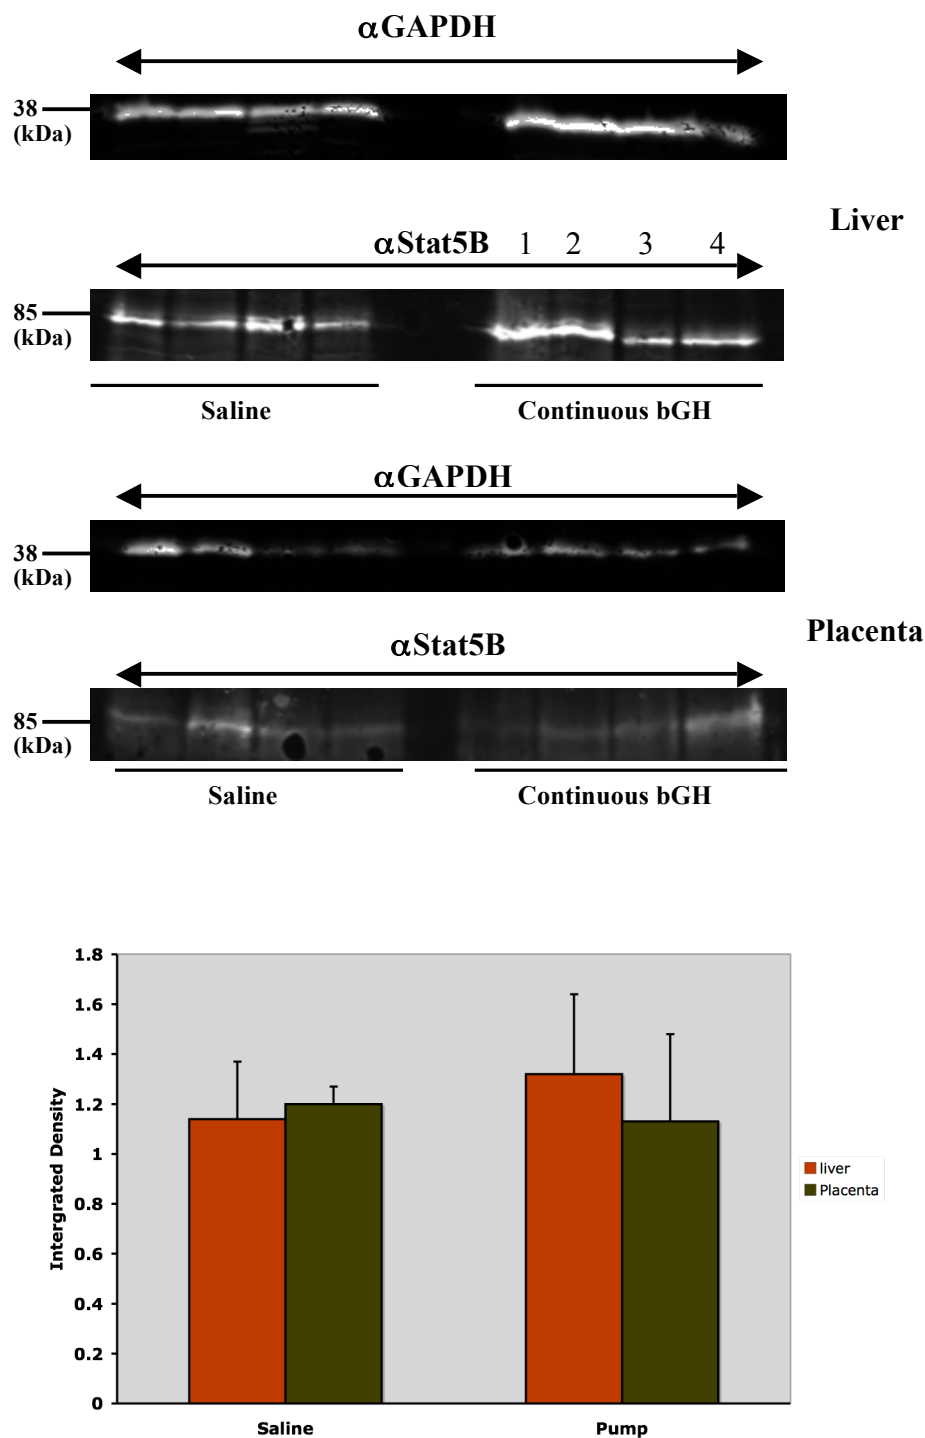 αGAPDH
38
(kDa)
Liver
αStat5B 1 2 3 4
85
(kDa)
Saline Continuous bGH
αGAPDH
38
(kDa)
Placenta
αStat5B
85
(kDa)
Saline Continuous bGH
1.8
1.6
1.4
1.2
1
0.8
0.6
0.4
0.2
0
Intergrated Density
Saline Pump
liver
Placenta